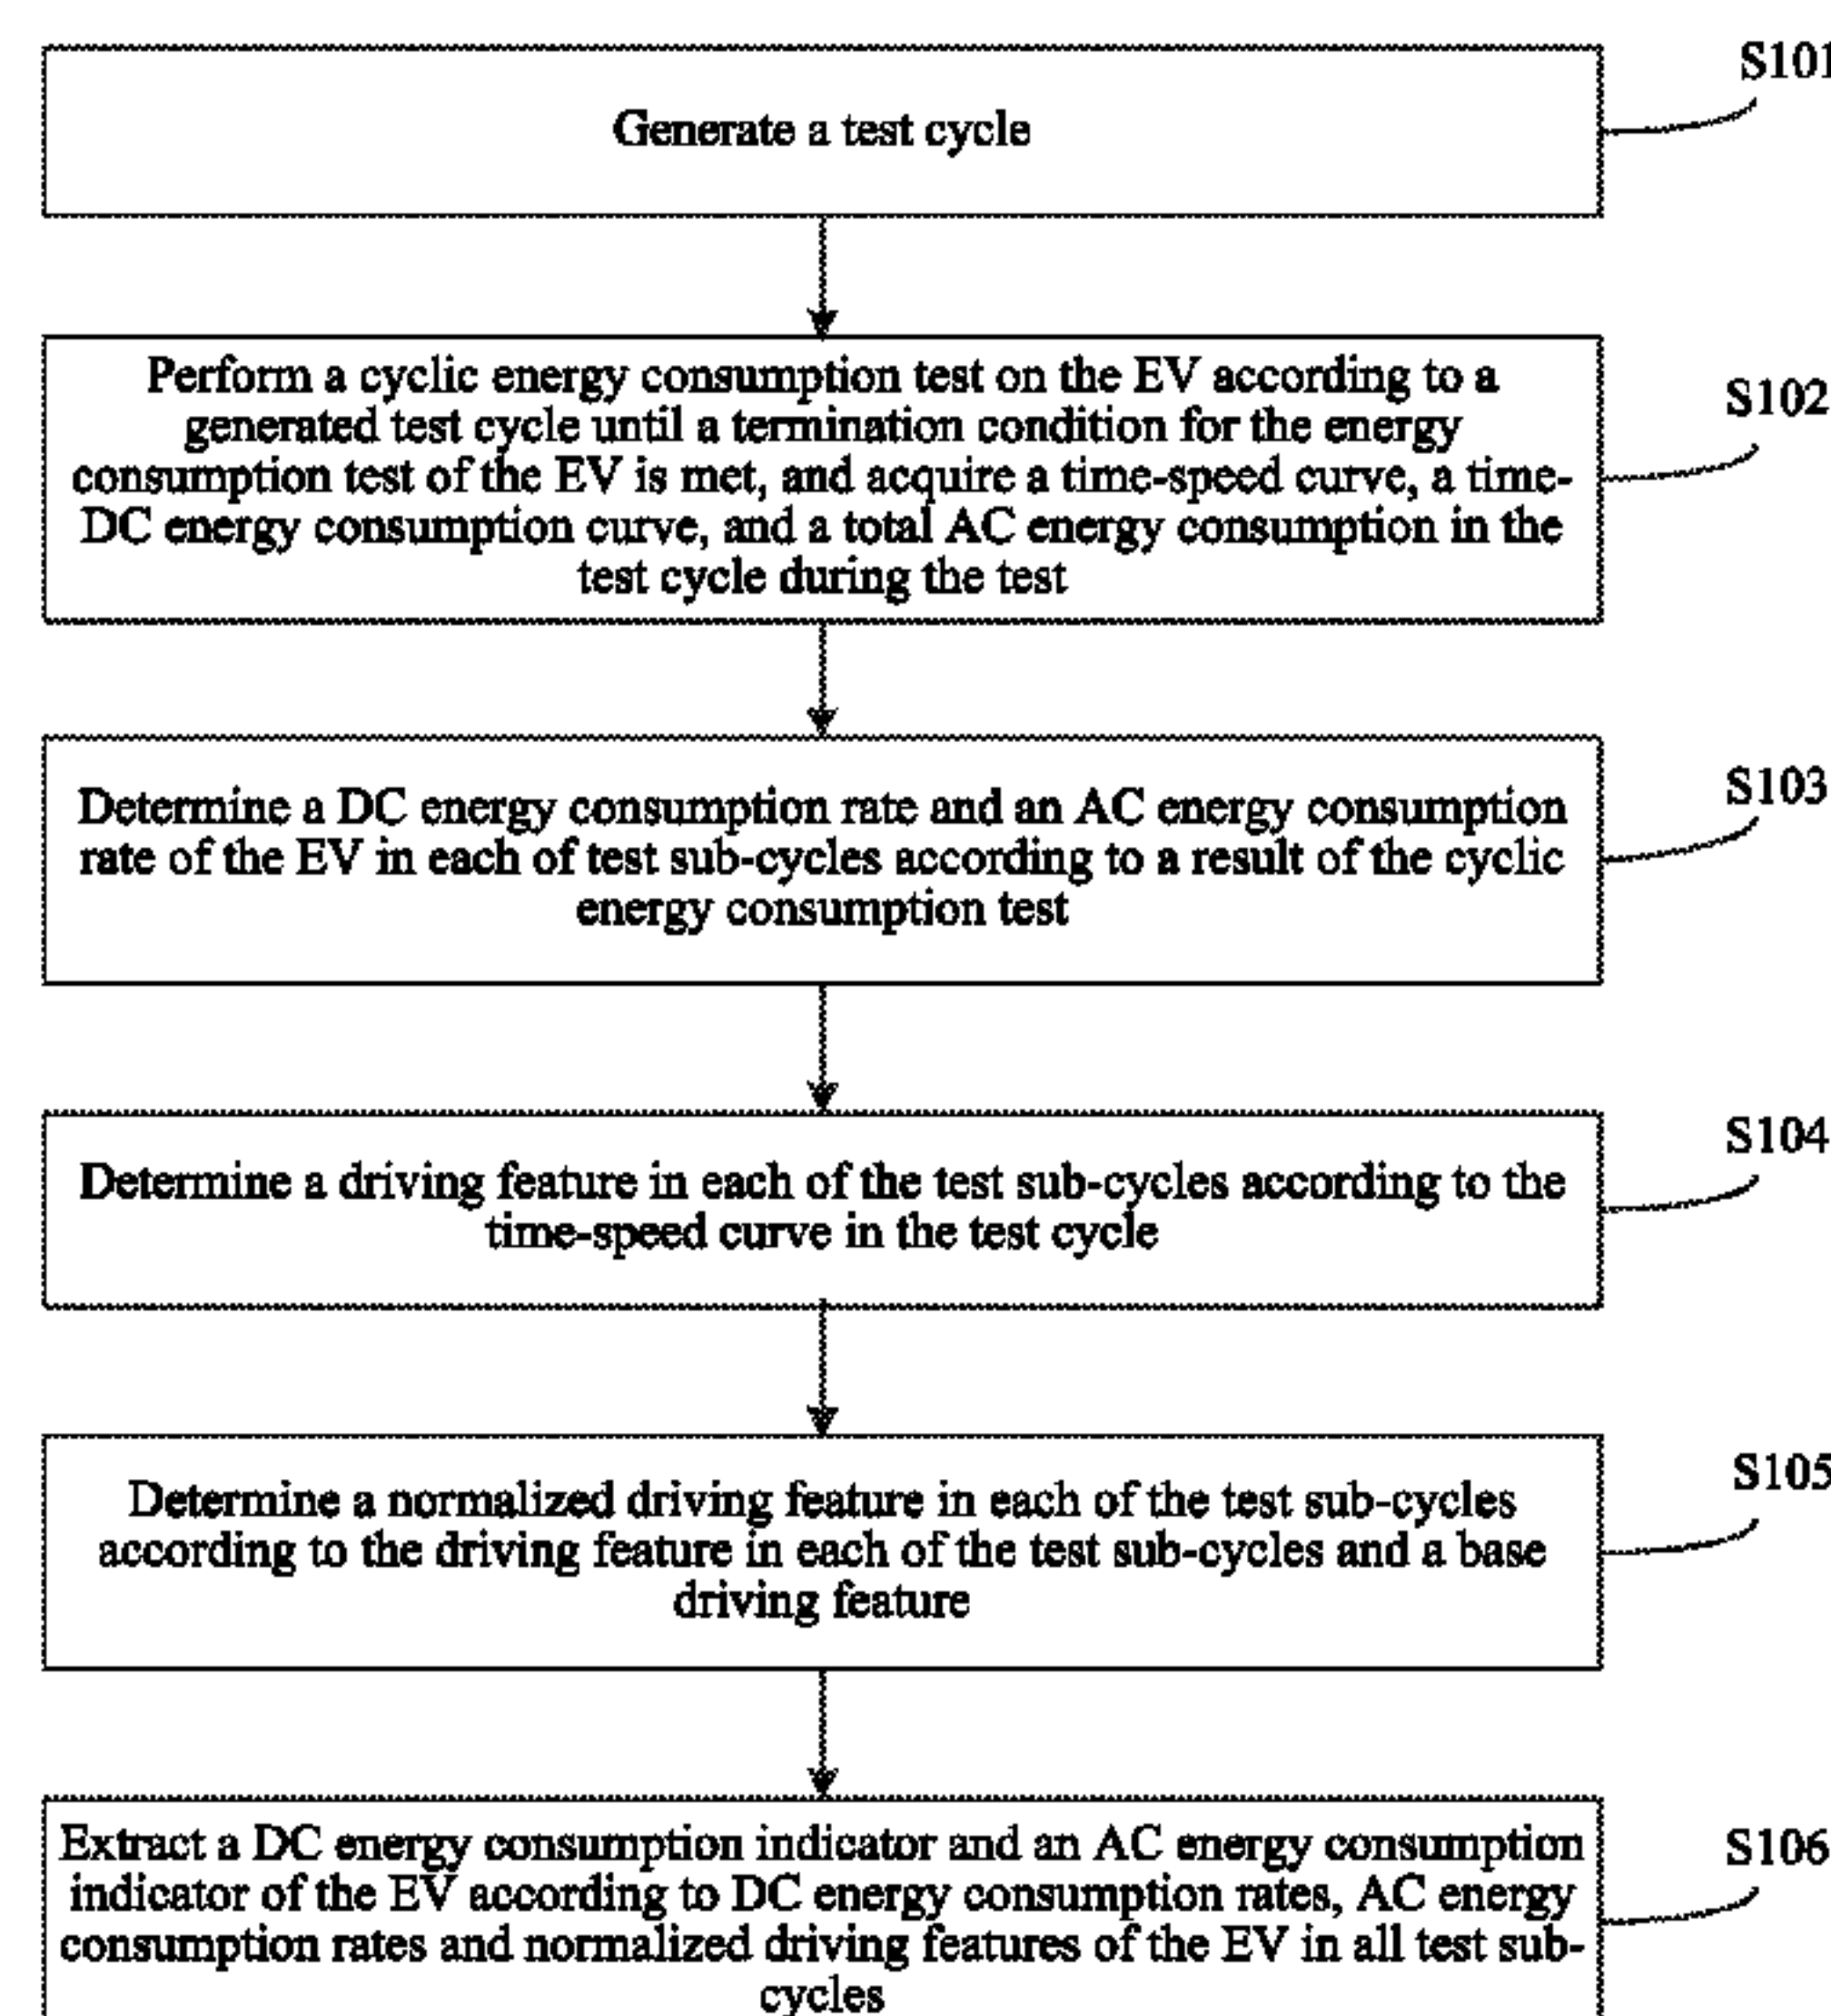 S101
Generate a test cycle
Perform a cyclic energy consumption test on the EV according to a
generated test cycle until a termination condition for the energy
consumption test of the EV is met, and acquire a time-speed curve, a time-
DC energy consumption curve, and a total AC energy consumption in the
test cycle during the test
S102
Determine a DC energy consumption rate and an AC energy consumption
rate of the EV in each of test sub-cycles according to a result of the cyclic
energy consumption test
S103
Determine a driving feature in each of the test sub-cycles according to the
time-speed curve in the test cycle
S104
Determine a normalized driving feature in each of the test sub-cycles
according to the driving feature in each of the test sub-cycles and a base
driving feature
S105
Extract a DC energy consumption indicator and an AC energy consumption
indicator of the EV according to DC energy consumption rates, AC energy
consumption rates and normalized driving features of the EV in all test sub-
cycles
S106